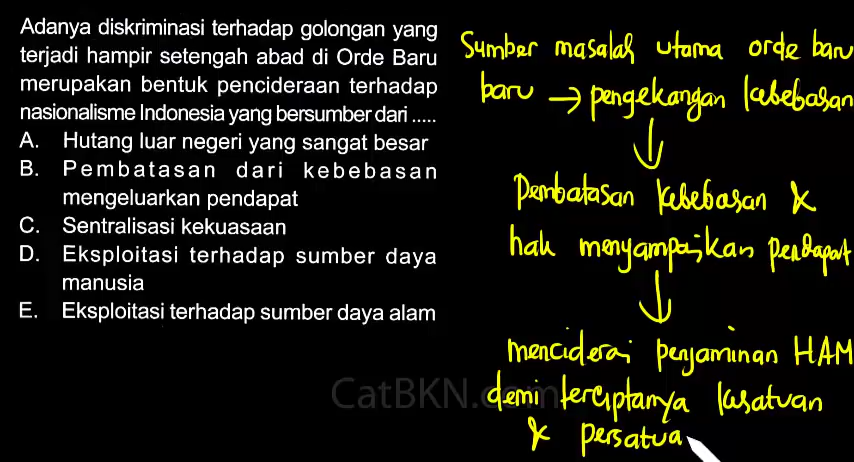 Adanya diskriminasi terhadap golongan yang
terjadi hampir setengah abad di Orde Baru
merupakan bentuk pencideraan terhadap
nasionalisme Indonesia yang bersumber dari .....
A. Hutang luar negeri yang sangat besar
B. Pembatasan dari kebebasan
mengeluarkan pendapat
C. Sentralisasi kekuasaan
D. Eksploitasi terhadap sumber daya
manusia
E. Eksploitasi terhadap sumber daya alam
Sumber masalah utama orde baru
baru → pengekangan kebebasan
↓
Pembatasan kebebasan &
hak menyampaikan pendapat
↓
menciderai penjaminan HAM
demi terciptanya kesatuan
& persatua
CatBKN.com